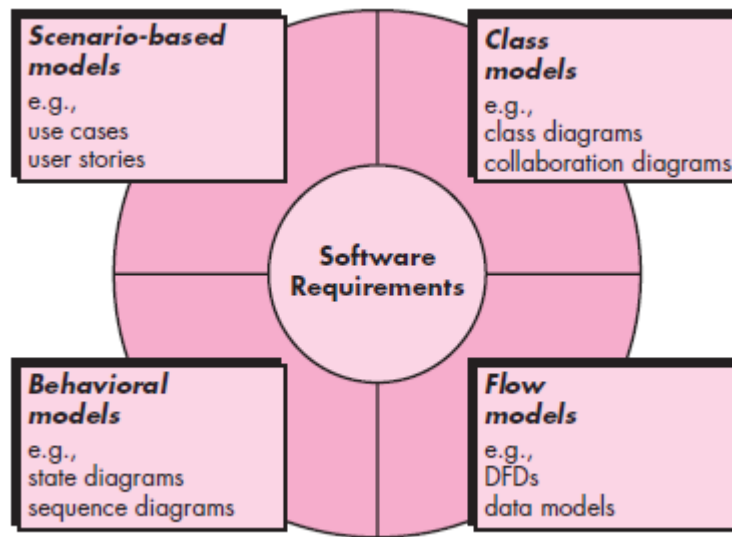 Scenario-based
models
e.g.,
use cases
user stories
Class
models
e.g.,
class diagrams
collaboration diagrams
Software
Requirements
Behavioral
models
e.g.,
state diagrams
sequence diagrams
Flow
models
e.g.,
DFDs
data models